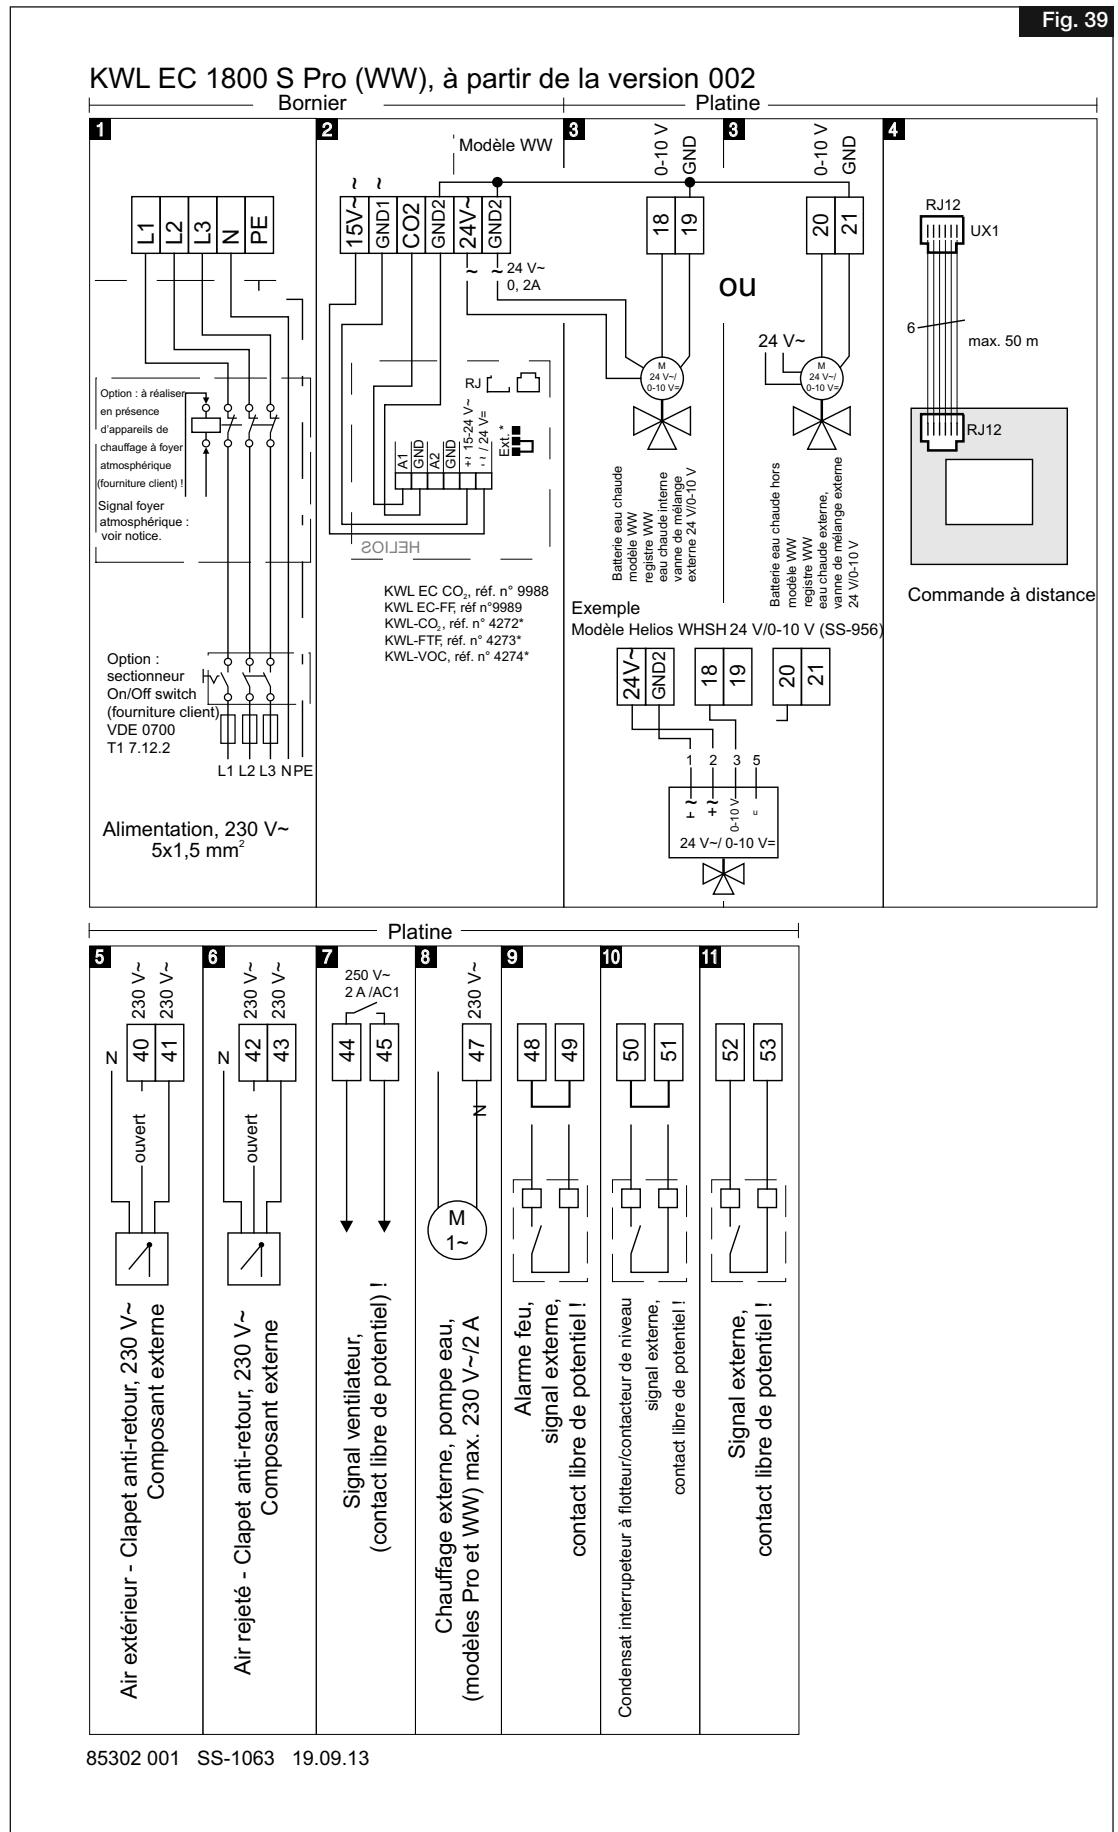 Fig. 39
KWL EC 1800 S Pro (WW), à partir de la version 002
Bornier
Platine
1
L1
L2
L3
N
PE
Option : à réaliser
en présence
d'appareils de
chauffage à foyer
atmosphérique
(fourniture client) !
Signal foyer
atmosphérique :
voir notice.
Option :
sectionneur
On/Off switch
(fourniture client)
VDE 0700
T1 7.12.2
L1 L2 L3 N PE
Alimentation, 230 V~
5x1,5 mm²
2
Modèle WW
~
~
15V~
GND1
CO2
GND2
24V~
GND2
~
~
24 V~
0, 2A
RJ
A1
GND
A2
GND
+~ 15-24 V~
-~ / 24 V=
Ext. *
HELIOS
KWL EC CO₂, réf. n° 9988
KWL EC-FF, réf n°9989
KWL-CO₂, réf. n° 4272*
KWL-FTF, réf. n° 4273*
KWL-VOC, réf. n° 4274*
3
0-10 V
GND
18
19
M
24 V~/
0-10 V=
Batterie eau chaude
modèle WW
registre WW
eau chaude interne
vanne de mélange
externe 24 V/0-10 V
ou
3
0-10 V
GND
20
21
24 V~
M
24 V~/
0-10 V=
Batterie eau chaude hors
modèle WW
registre WW
eau chaude externe,
vanne de mélange externe
24 V/0-10 V
Exemple
Modèle Helios WHSH 24 V/0-10 V (SS-956)
24V~
GND2
18
19
20
21
1
2
3
5
0-10 V
24 V~/ 0-10 V=
4
RJ12
UX1
6
max. 50 m
RJ12
Commande à distance
Platine
5
230 V~
230 V~
N
40
41
ouvert
Air extérieur - Clapet anti-retour, 230 V~
Composant externe
6
230 V~
230 V~
N
42
43
ouvert
Air rejeté - Clapet anti-retour, 230 V~
Composant externe
7
250 V~
2 A /AC1
44
45
Signal ventilateur,
(contact libre de potentiel) !
8
230 V~
47
N
M
1~
Chauffage externe, pompe eau,
(modèles Pro et WW) max. 230 V~/2 A
9
48
49
Alarme feu,
signal externe,
contact libre de potentiel !
10
50
51
Condensat interrupeteur à flotteur/contacteur de niveau
signal externe,
contact libre de potentiel !
11
52
53
Signal externe,
contact libre de potentiel !
85302 001 SS-1063 19.09.13